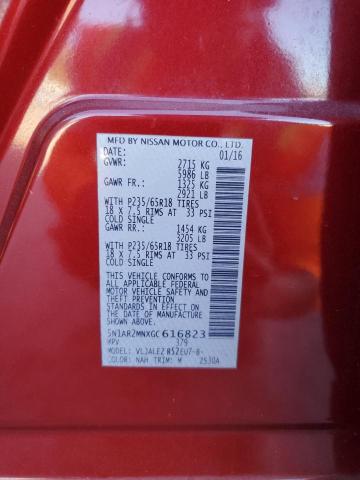 MFD BY NISSAN MOTOR CO., LTD.
DATE: 01/16
GVWR: 2715 KG
5986 LB
GAWR FR.: 1325 KG
2921 LB
WITH P235/65R18 TIRES
18 X 7.5 RIMS AT 33 PSI
COLD SINGLE
GAWR RR.: 1454 KG
3205 LB
WITH P235/65R18 TIRES
18 X 7.5 RIMS AT 33 PSI
COLD SINGLE
THIS VEHICLE CONFORMS TO
ALL APPLICABLE FEDERAL
MOTOR VEHICLE SAFETY
STANDARDS IN EFFECT ON
THE DATE OF MANUFACTURE
SHOWN ABOVE.
5N1AR2MNXGC616823
MPV 379
COLOR: NAH TRIM: W 2530A